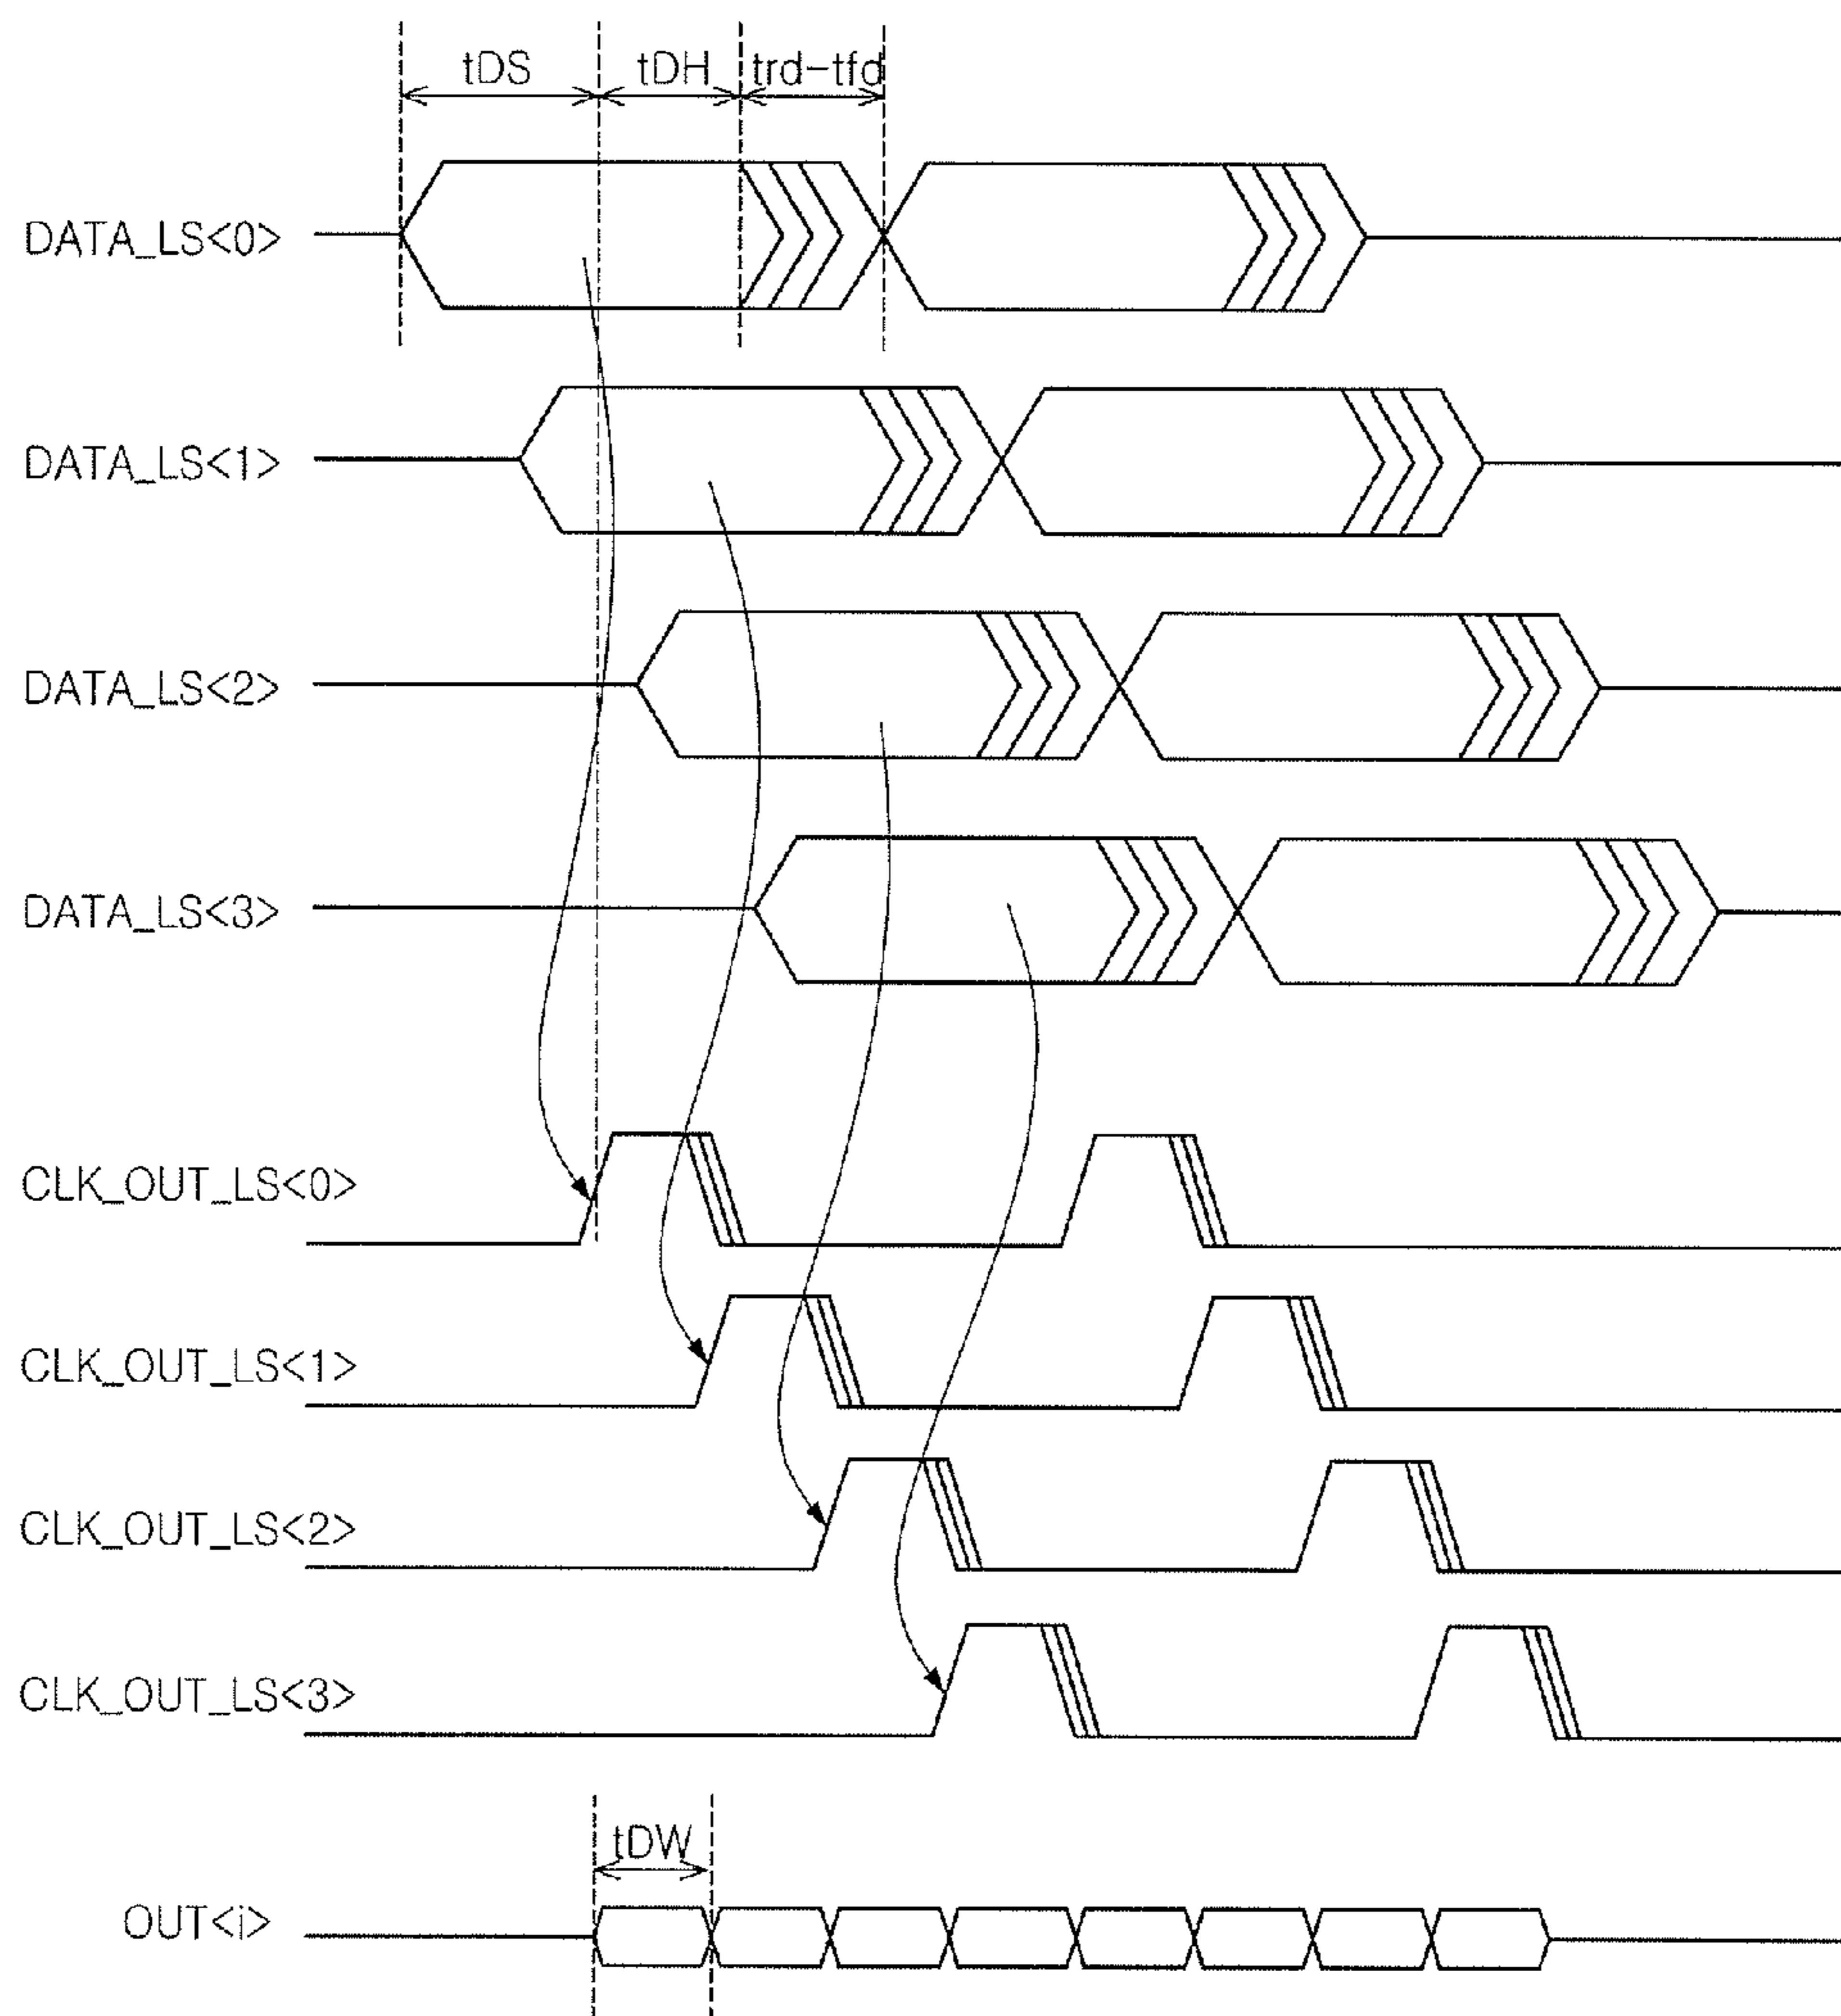 tDS tDH trd-tfd
DATA_LS<0>
DATA_LS<1>
DATA_LS<2>
DATA_LS<3>
CLK_OUT_LS<0>
CLK_OUT_LS<1>
CLK_OUT_LS<2>
CLK_OUT_LS<3>
tDW
OUT<i>